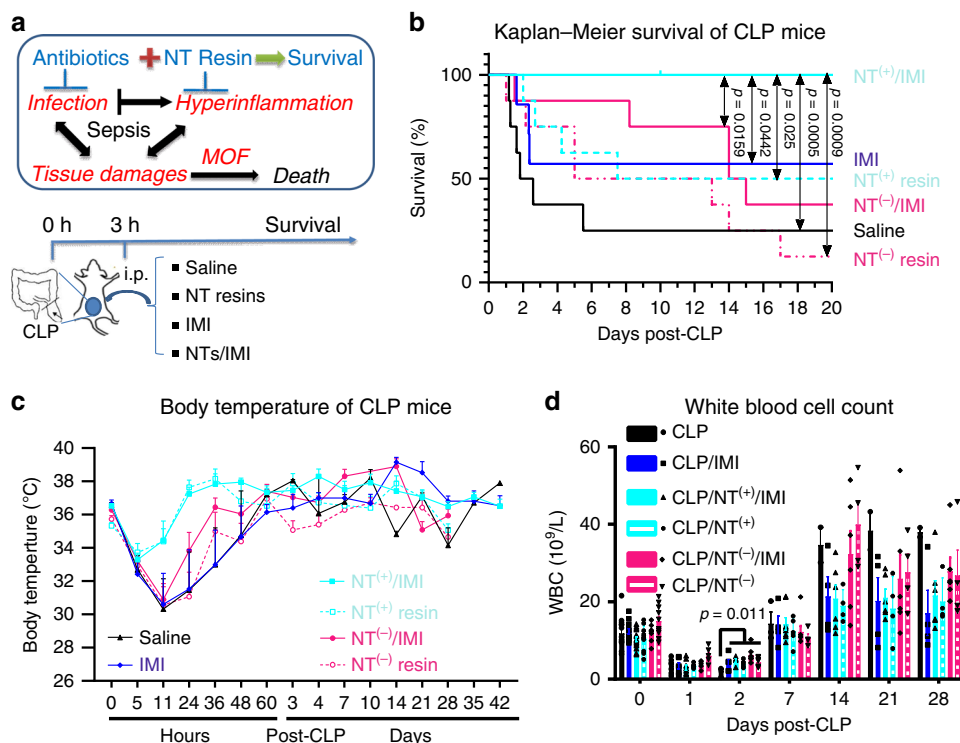 a
Antibiotics + NT Resin Survival
Infection Hyperinflammation
Sepsis
Tissue damages MOF Death
0 h 3 h Survival
i.p.
CLP
▪ Saline
▪ NT resins
▪ IMI
▪ NTs/IMI
b
Kaplan–Meier survival of CLP mice
Survival (%)
100
50
0
0 2 4 6 8 10 12 14 16 18 20
Days post-CLP
p = 0.0159
p = 0.0442
p = 0.025
p = 0.0005
p = 0.0009
NT(+)/IMI
IMI
NT(+) resin
NT(–)/IMI
Saline
NT(–) resin
c
Body temperature of CLP mice
Body temperture (°C)
40
38
36
34
32
30
28
26
NT(+)/IMI
NT(+) resin
Saline NT(–)/IMI
IMI NT(–) resin
0 5 11 24 36 48 60 3 4 7 10 14 21 28 35 42
Hours Post-CLP Days
d
White blood cell count
WBC (10⁹/L)
60
40
20
0
CLP
CLP/IMI
CLP/NT(+)/IMI
CLP/NT(+)
CLP/NT(–)/IMI
CLP/NT(–)
p = 0.011
0 1 2 7 14 21 28
Days post-CLP